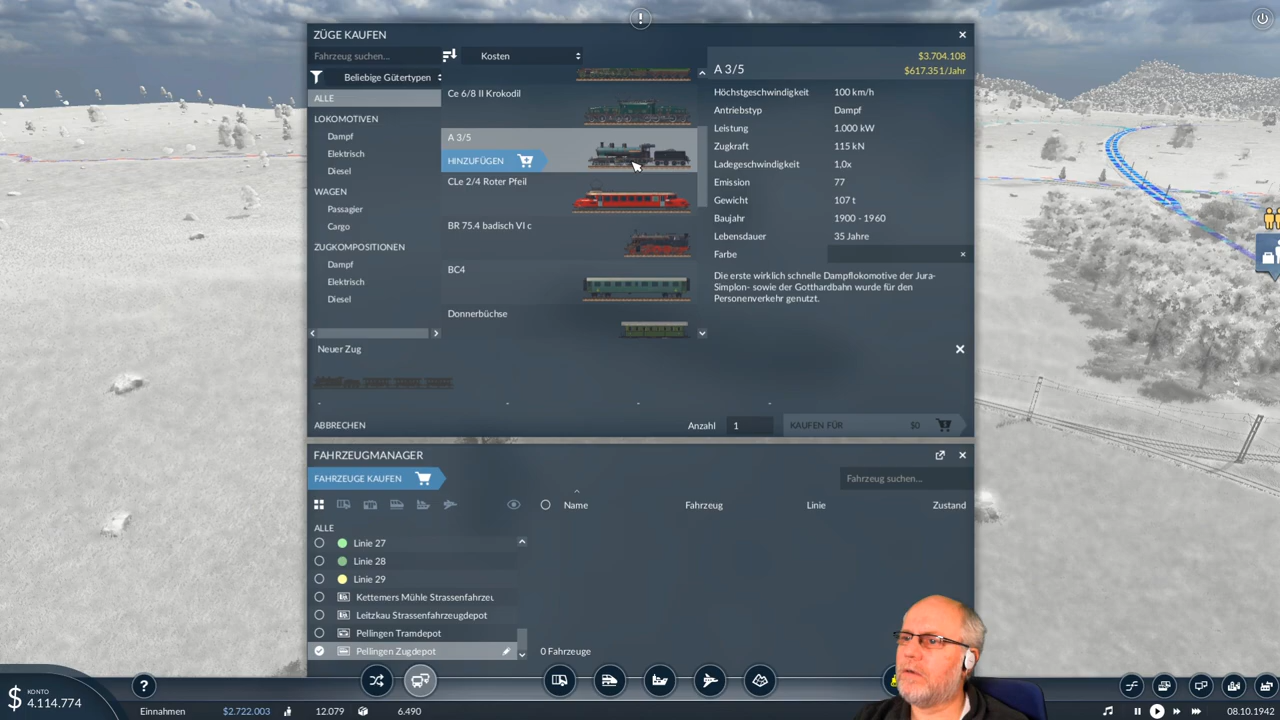 ZÜGE KAUFEN
Fahrzeug suchen...
Kosten
$3.704.108
$617.351/Jahr
Beliebige Gütertypen
ALLE
LOKOMOTIVEN
Dampf
Elektrisch
Diesel
WAGEN
Passagier
Cargo
ZUGKOMPOSITIONEN
Dampf
Elektrisch
Diesel
Ce 6/8 II Krokodil
A 3/5
HINZUFÜGEN
CLe 2/4 Roter Pfeil
BR 75.4 badisch VI c
BC4
Donnerbüchse
A 3/5
Höchstgeschwindigkeit 100 km/h
Antriebstyp Dampf
Leistung 1.000 kW
Zugkraft 115 kN
Ladegeschwindigkeit 1,0x
Emission 77
Gewicht 107 t
Baujahr 1900 - 1960
Lebensdauer 35 Jahre
Farbe
Die erste wirklich schnelle Dampflokomotive der Jura-
Simplon- sowie der Gotthardbahn wurde für den
Personenverkehr genutzt.
Neuer Zug
- - - -
ABBRECHEN
Anzahl 1
KAUFEN FÜR $0
FAHRZEUGMANAGER
FAHRZEUGE KAUFEN
Fahrzeug suchen...
Name Fahrzeug Linie Zustand
ALLE
Linie 27
Linie 28
Linie 29
Kettemers Mühle Strassenfahrzeu
Leitzkau Strassenfahrzeugdepot
Pellingen Tramdepot
Pellingen Zugdepot
0 Fahrzeuge
$ KONTO
4.114.774
?
Einnahmen $2.722.003 12.079 6.490
08.10.1942